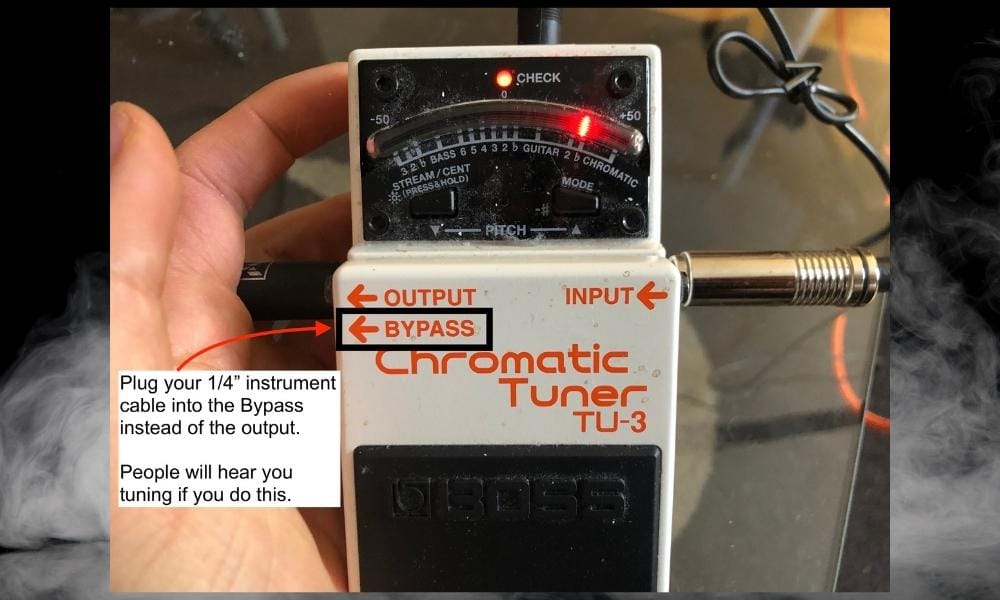 CHECK
0
-50
+50
3 2 ♭ BASS 6 5 4 3 2 ♭ GUITAR 2 ♭ CHROMATIC
STREAM / CENT
(PRESS & HOLD)
MODE
-#
▼ PITCH ▲
← OUTPUT
INPUT ←
← BYPASS
Chromatic
Tuner
TU-3
Plug your 1/4” instrument
cable into the Bypass
instead of the output.
People will hear you
tuning if you do this.
BOSS